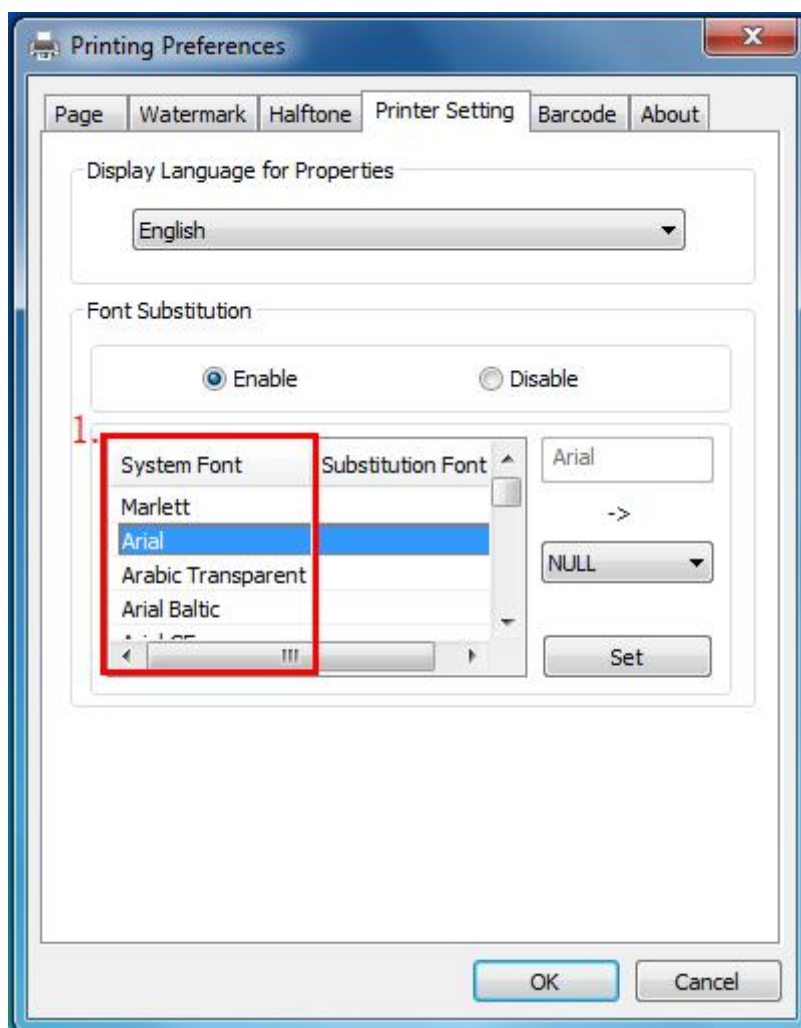 Printing Preferences
Page Watermark Halftone Printer Setting Barcode About
Display Language for Properties
English
Font Substitution
Enable Disable
1.
System Font Substitution Font
Marlett
Arial
Arabic Transparent
Arial Baltic
Arial
->
NULL
Set
OK Cancel